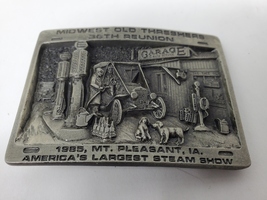 MIDWEST OLD THRESHERS
36TH REUNION
GARAGE
1985, MT. PLEASANT, IA.
AMERICA'S LARGEST STEAM SHOW